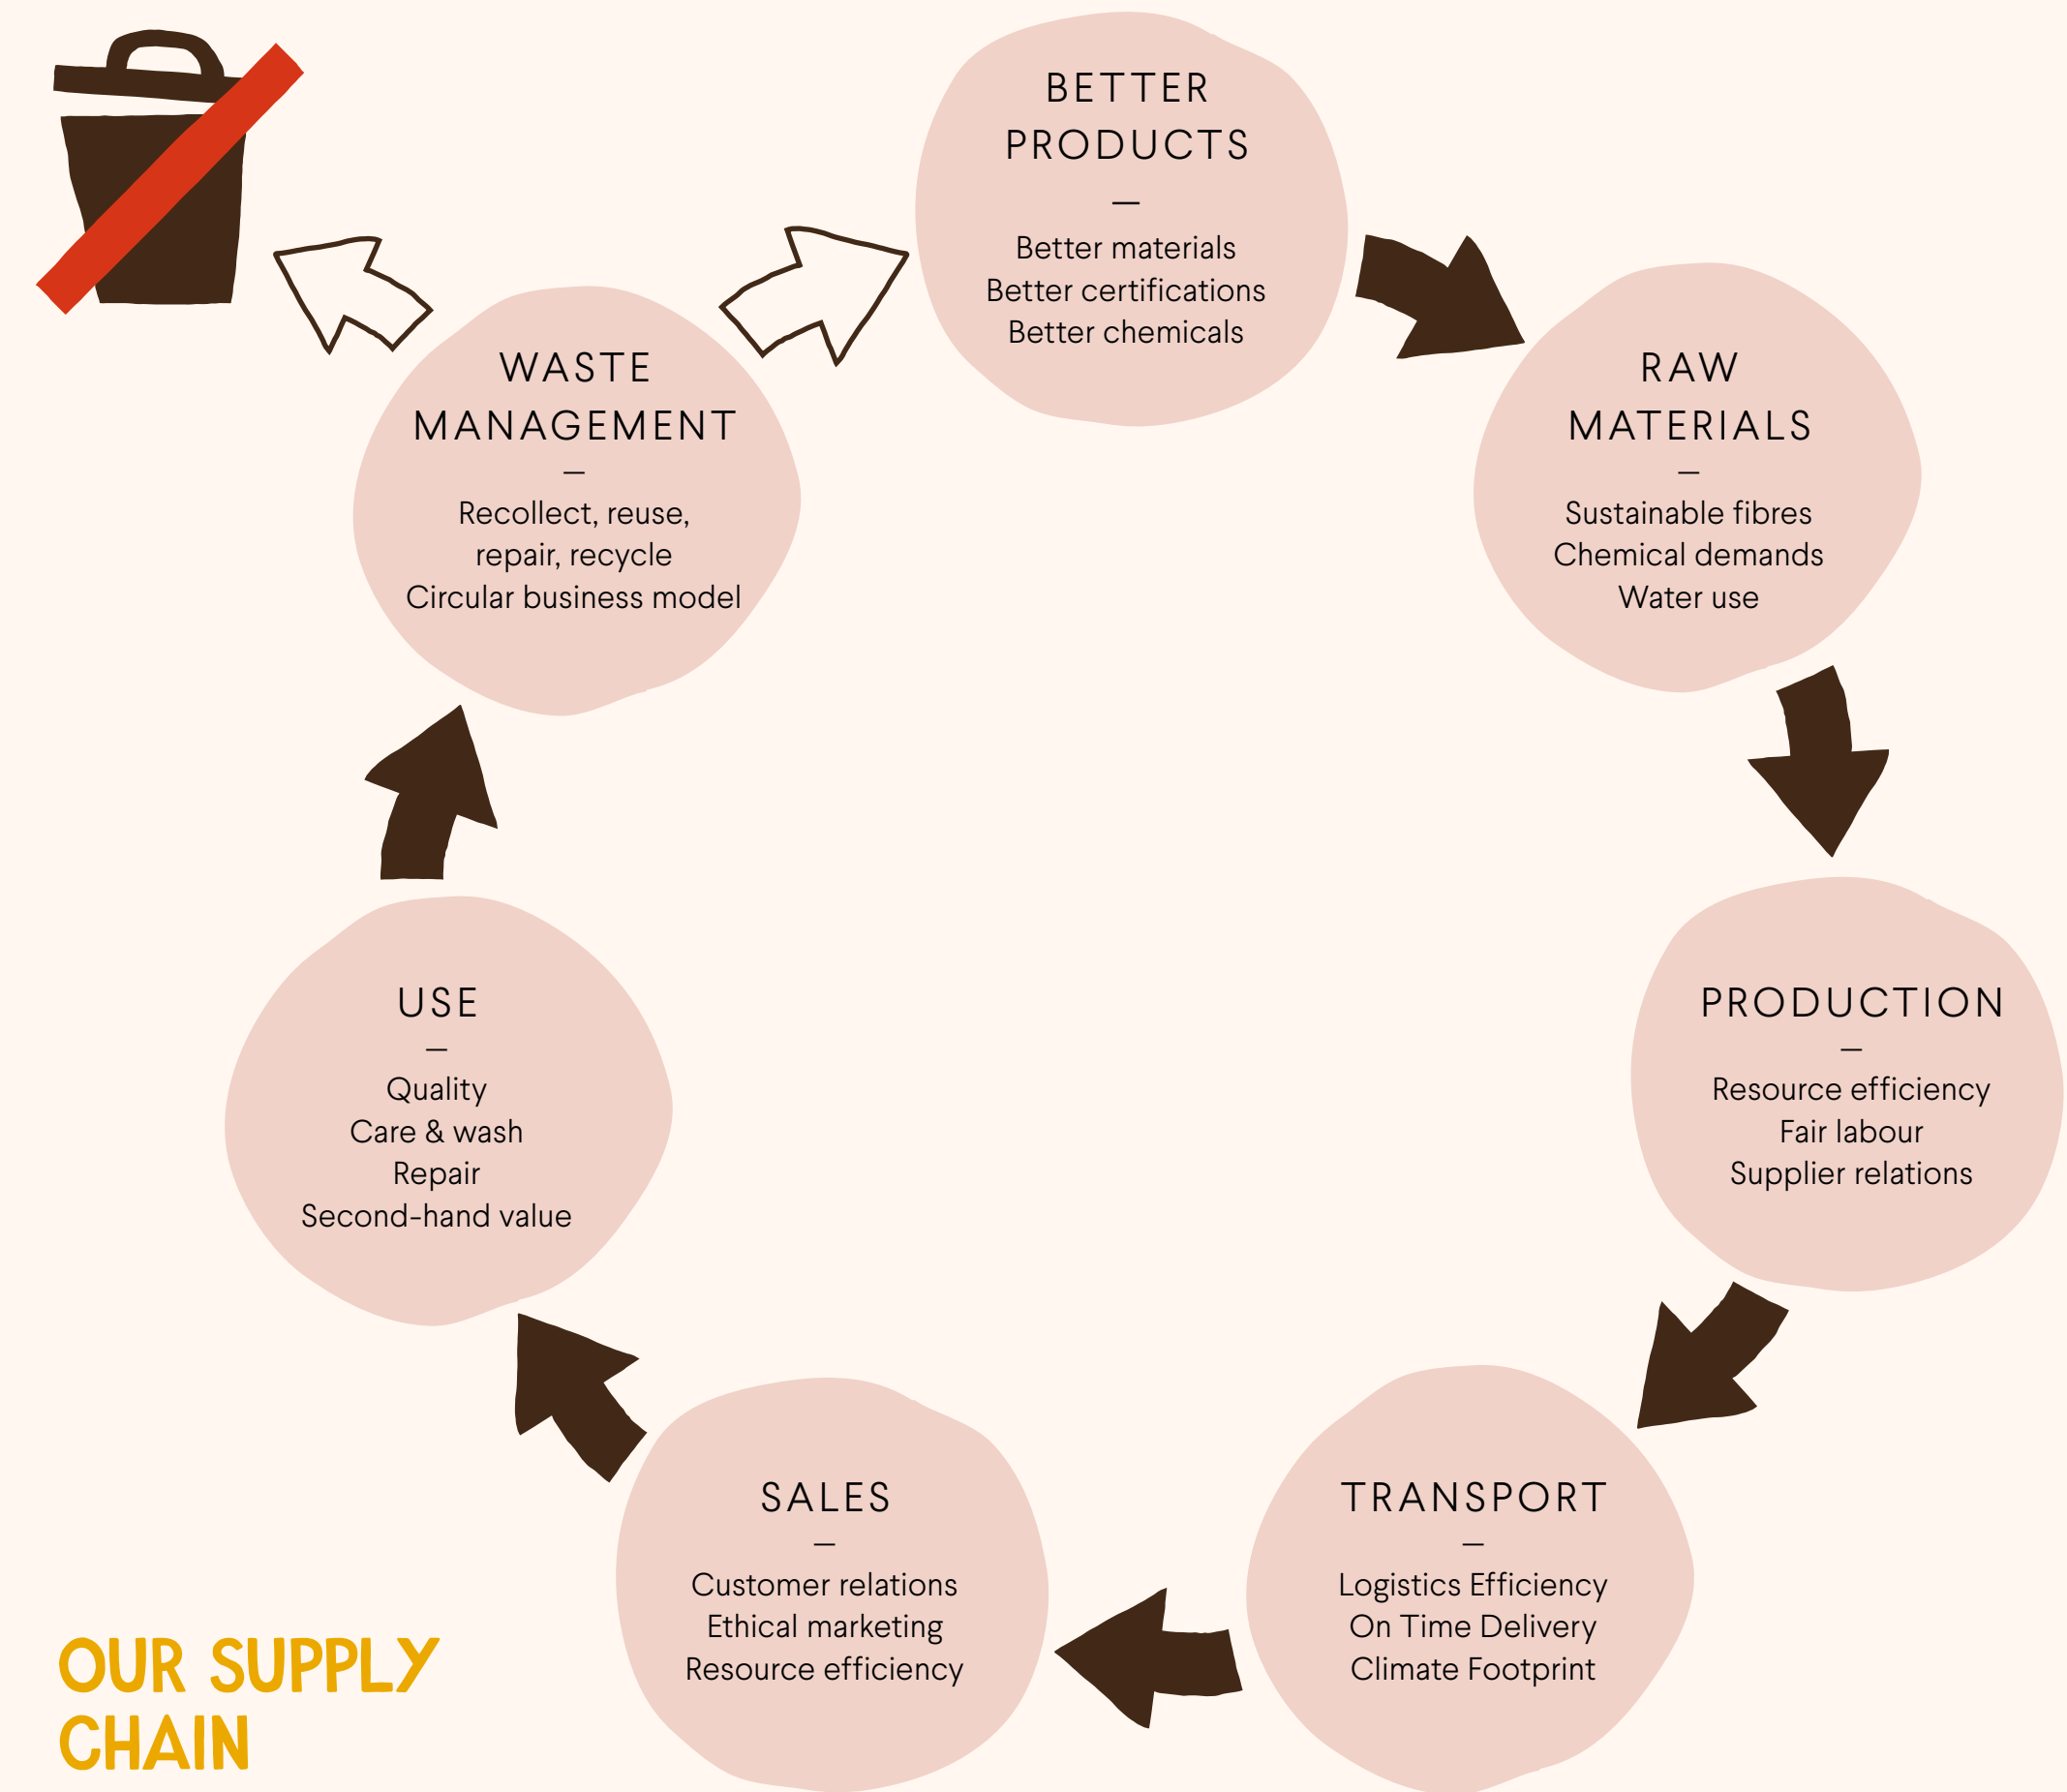 BETTER
PRODUCTS
—
Better materials
Better certifications
Better chemicals
RAW
MATERIALS
—
Sustainable fibres
Chemical demands
Water use
PRODUCTION
—
Resource efficiency
Fair labour
Supplier relations
TRANSPORT
—
Logistics Efficiency
On Time Delivery
Climate Footprint
SALES
—
Customer relations
Ethical marketing
Resource efficiency
USE
—
Quality
Care & wash
Repair
Second-hand value
WASTE
MANAGEMENT
—
Recollect, reuse,
repair, recycle
Circular business model
OUR SUPPLY
CHAIN